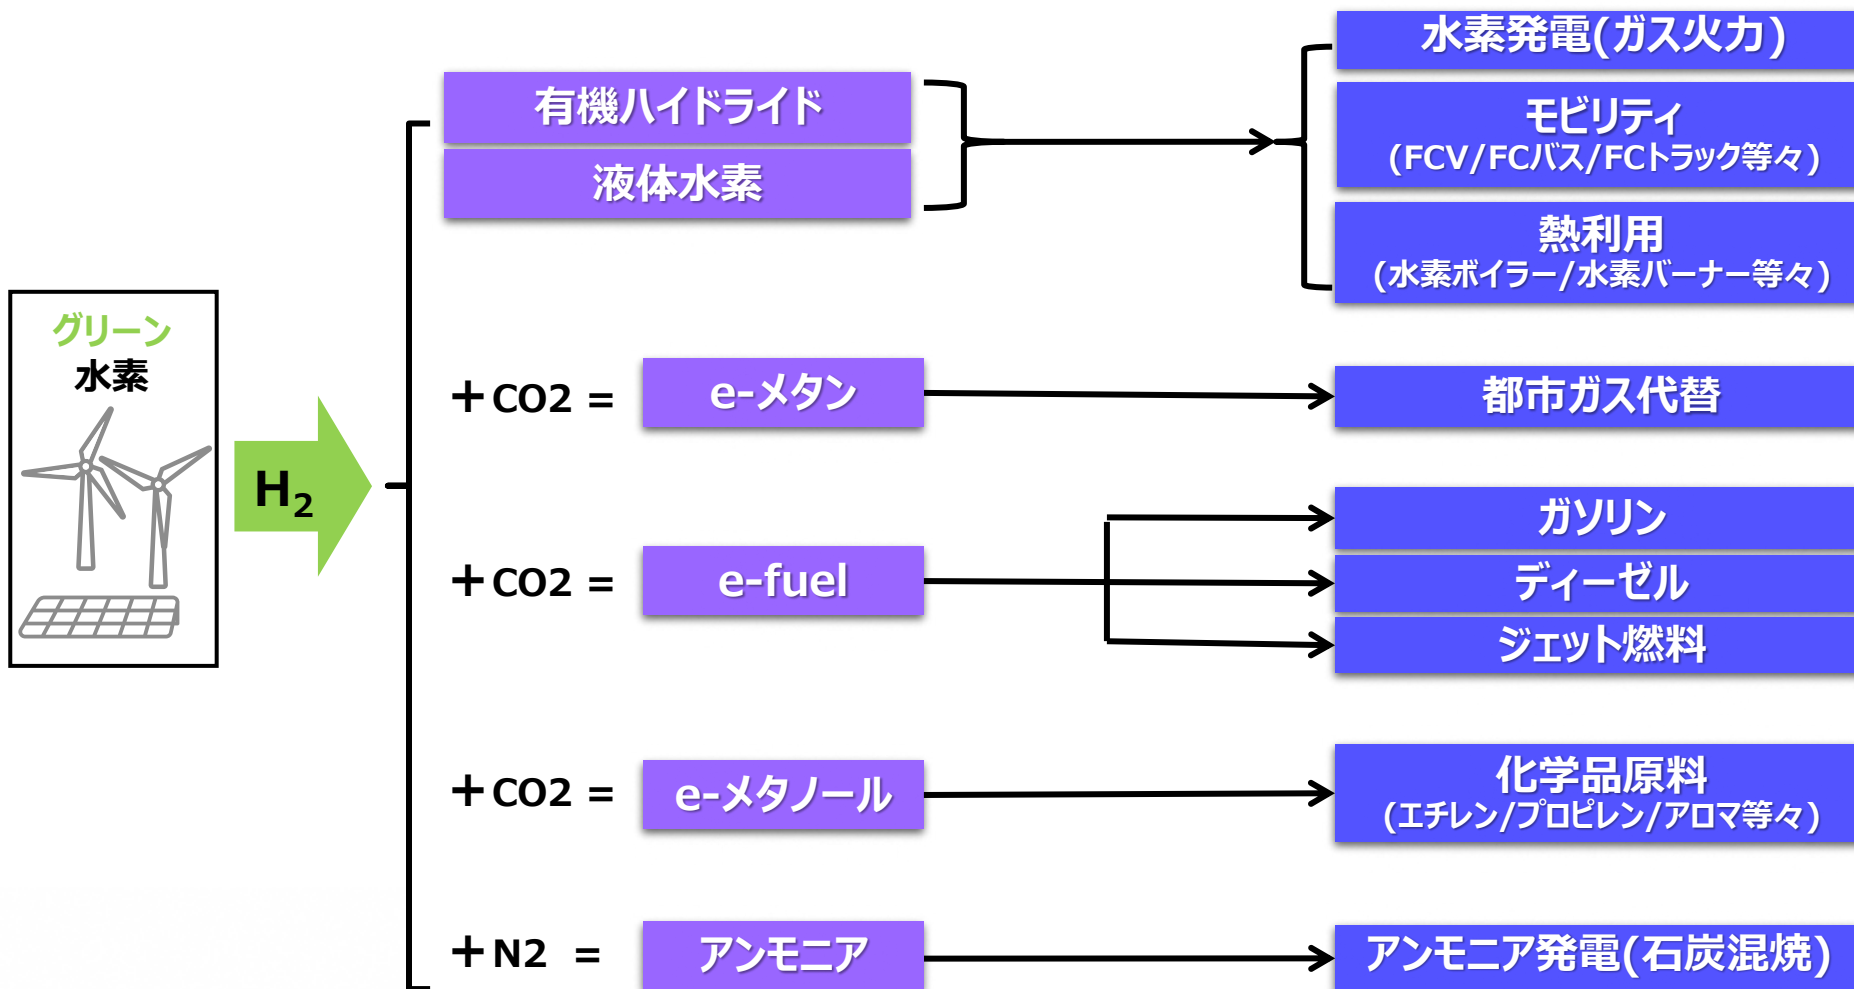 グリーン
水素
H₂
有機ハイドライド
液体水素
水素発電(ガス火力)
モビリティ
(FCV/FCバス/FCトラック等々)
熱利用
(水素ボイラー/水素バーナー等々)
+CO2 =
e-メタン
都市ガス代替
+CO2 =
e-fuel
ガソリン
ディーゼル
ジェット燃料
+CO2 =
e-メタノール
化学品原料
(エチレン/プロピレン/アロマ等々)
+N2 =
アンモニア
アンモニア発電(石炭混焼)